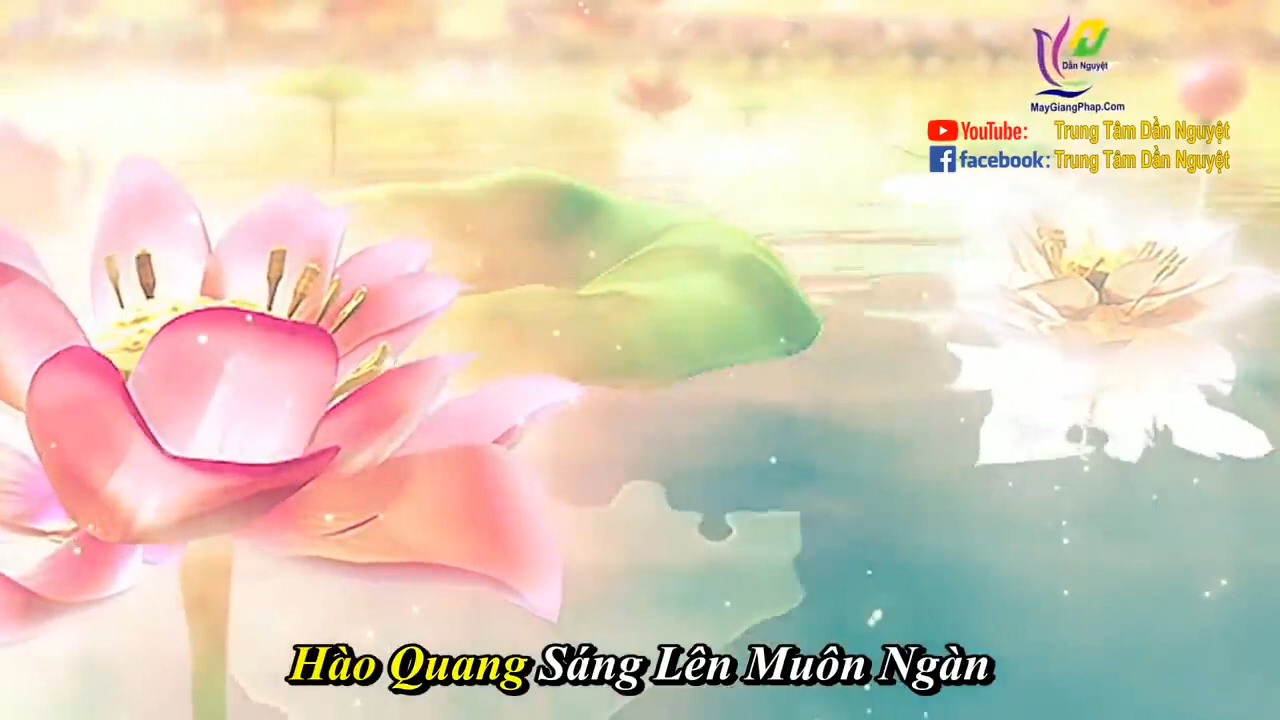 Dần Nguyệt
MayGiangPhap.Com
YouTube: Trung Tâm Dần Nguyệt
facebook: Trung Tâm Dần Nguyệt
Hào Quang Sáng Lên Muôn Ngàn